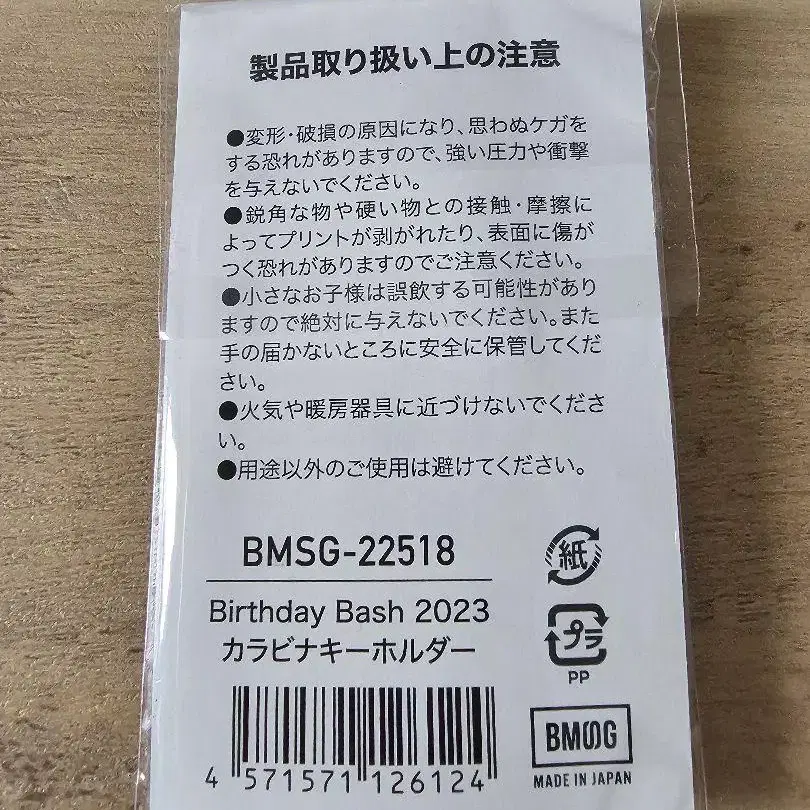 製品取り扱い上の注意
●変形・破損の原因になり、思わぬケガを
する恐れがありますので、強い圧力や衝撃
を与えないでください。
●鋭角な物や硬い物との接触・摩擦に
よってプリントが剥がれたり、表面に傷が
つく恐れがありますのでご注意ください。
●小さなお子様は誤飲する可能性があり
ますので絶対に与えないでください。また
手の届かないところに安全に保管してくだ
さい。
●火気や暖房器具に近づけないでくださ
い。
●用途以外のご使用は避けてください。
BMSG-22518
Birthday Bash 2023
カラビナキーホルダー
4 571571 126124
紙
プラ
PP
BMSG
MADE IN JAPAN